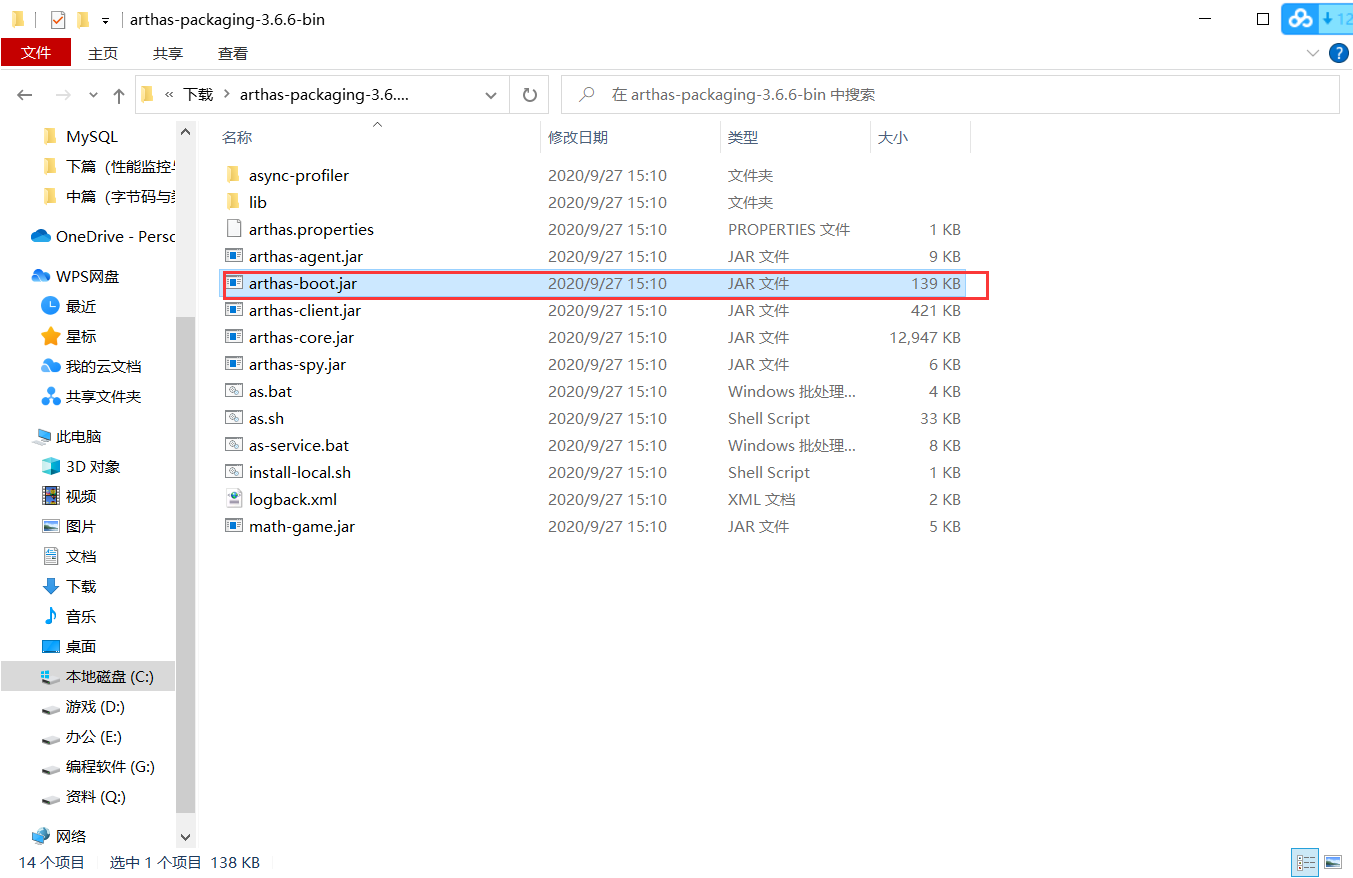 arthas-packaging-3.6.6-bin
12
文件 主页 共享 查看
« 下载 arthas-packaging-3.6.... 在 arthas-packaging-3.6.6-bin 中搜索
MySQL
下篇（性能监控与
中篇（字节码与类
OneDrive - Perso
WPS网盘
最近
星标
我的云文档
共享文件夹
此电脑
3D 对象
视频
图片
文档
下载
音乐
桌面
本地磁盘 (C:)
游戏 (D:)
办公 (E:)
编程软件 (G:)
资料 (Q:)
网络
名称 修改日期 类型 大小
async-profiler 2020/9/27 15:10 文件夹
lib 2020/9/27 15:10 文件夹
arthas.properties 2020/9/27 15:10 PROPERTIES 文件 1 KB
arthas-agent.jar 2020/9/27 15:10 JAR 文件 9 KB
arthas-boot.jar 2020/9/27 15:10 JAR 文件 139 KB
arthas-client.jar 2020/9/27 15:10 JAR 文件 421 KB
arthas-core.jar 2020/9/27 15:10 JAR 文件 12,947 KB
arthas-spy.jar 2020/9/27 15:10 JAR 文件 6 KB
as.bat 2020/9/27 15:10 Windows 批处理... 4 KB
as.sh 2020/9/27 15:10 Shell Script 33 KB
as-service.bat 2020/9/27 15:10 Windows 批处理... 8 KB
install-local.sh 2020/9/27 15:10 Shell Script 1 KB
logback.xml 2020/9/27 15:10 XML 文档 2 KB
math-game.jar 2020/9/27 15:10 JAR 文件 5 KB
14 个项目 选中 1 个项目 138 KB